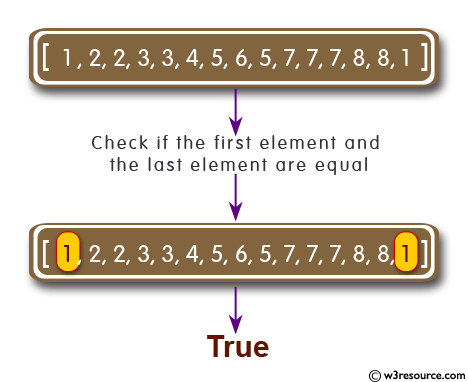 [ 1, 2, 2, 3, 3, 4, 5, 6, 5, 7, 7, 7, 8, 8, 1 ]
Check if the first element and
the last element are equal
[ 1, 2, 2, 3, 3, 4, 5, 6, 5, 7, 7, 7, 8, 8, 1 ]
True
© w3resource.com